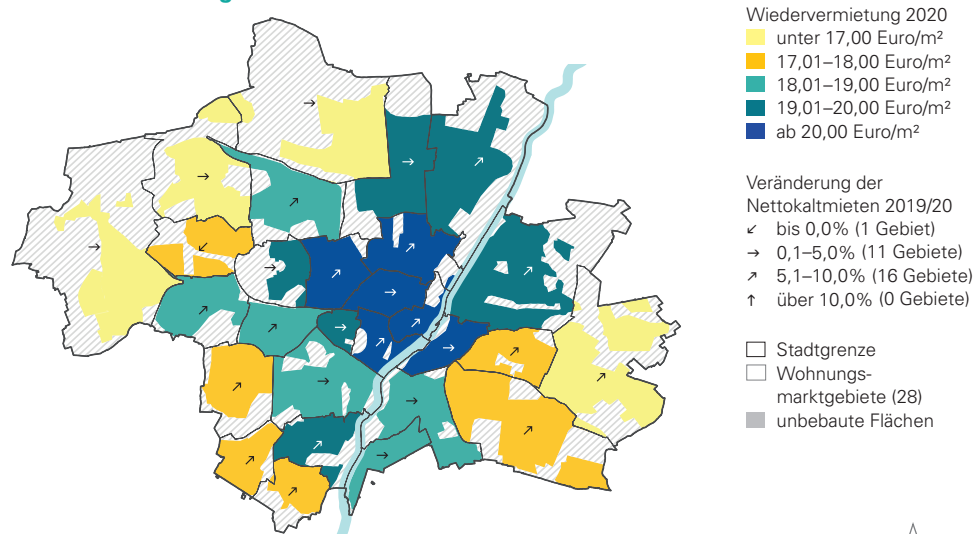 Wiedervermietung 2020
unter 17,00 Euro/m²
17,01–18,00 Euro/m²
18,01–19,00 Euro/m²
19,01–20,00 Euro/m²
ab 20,00 Euro/m²
Veränderung der
Nettokaltmieten 2019/20
↙ bis 0,0% (1 Gebiet)
→ 0,1–5,0% (11 Gebiete)
↗ 5,1–10,0% (16 Gebiete)
↑ über 10,0% (0 Gebiete)
Stadtgrenze
Wohnungs-
marktgebiete (28)
unbebaute Flächen